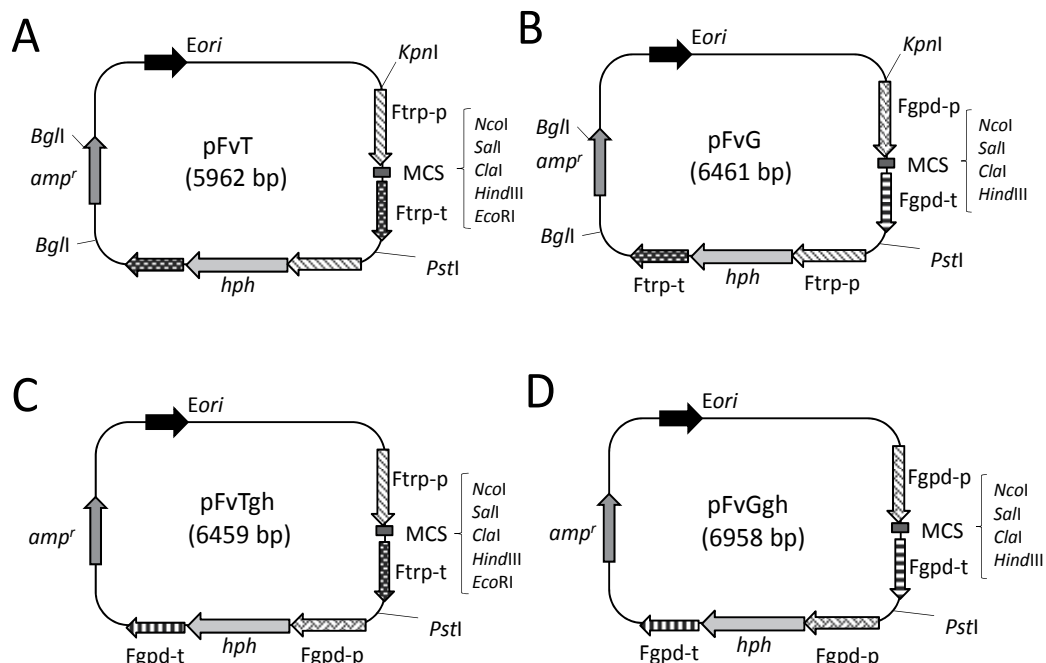 A
Eori
KpnI
Ftrp-p
BglI
pFvT
(5962 bp)
ampʳ
MCS
Ftrp-t
NcoI
SalI
ClaI
HindIII
EcoRI
BglI
hph
PstI
B
Eori
KpnI
Fgpd-p
BglI
pFvG
(6461 bp)
ampʳ
MCS
Fgpd-t
NcoI
SalI
ClaI
HindIII
BglI
PstI
Ftrp-t
hph
Ftrp-p
C
Eori
Ftrp-p
pFvTgh
(6459 bp)
ampʳ
MCS
Ftrp-t
NcoI
SalI
ClaI
HindIII
EcoRI
PstI
Fgpd-t
hph
Fgpd-p
D
Eori
Fgpd-p
pFvGgh
(6958 bp)
ampʳ
MCS
Fgpd-t
NcoI
SalI
ClaI
HindIII
PstI
Fgpd-t
hph
Fgpd-p